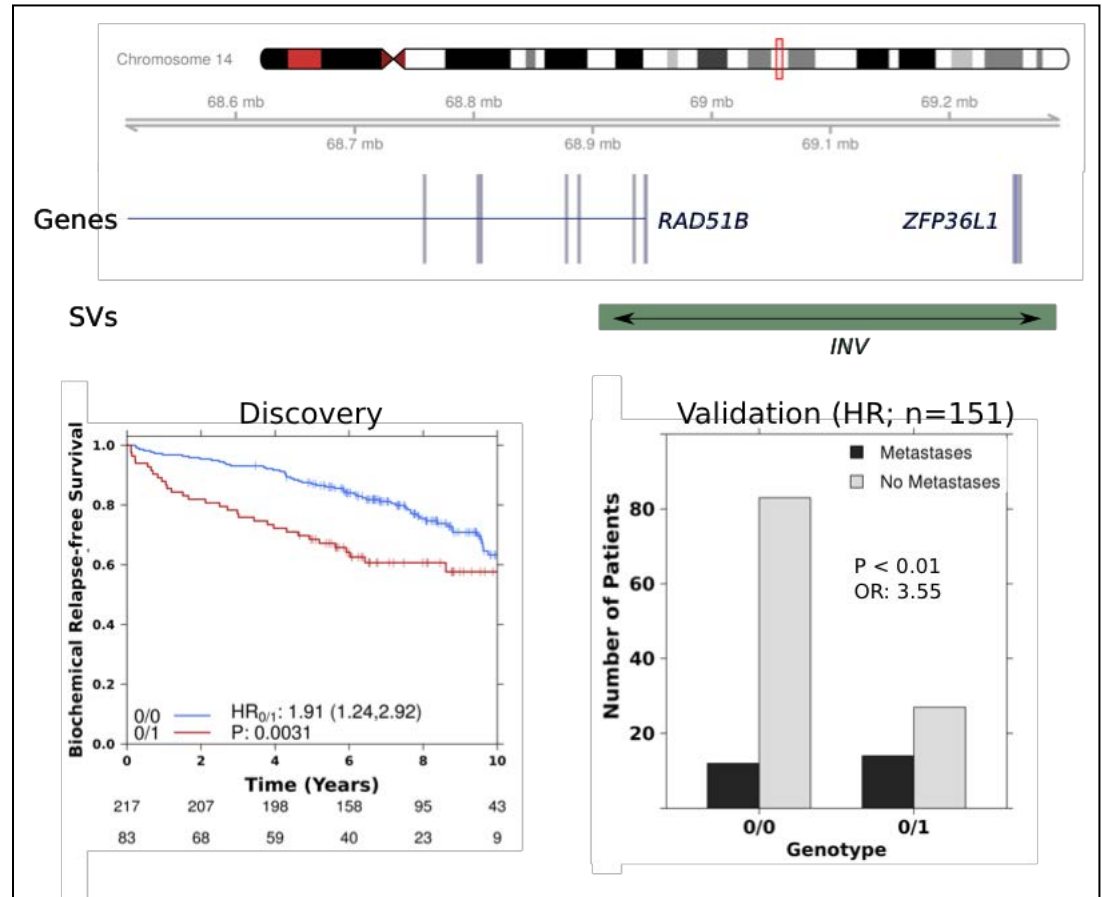 Chromosome 14
68.6 mb 68.8 mb 69 mb 69.2 mb
68.7 mb 68.9 mb 69.1 mb
Genes RAD51B ZFP36L1
SVs
INV
Discovery
Biochemical Relapse-free Survival
1.0
0.8
0.6
0.4
0.2
0.0
0/0 HR0/1: 1.91 (1.24,2.92)
0/1 P: 0.0031
0 2 4 6 8 10
Time (Years)
217 207 198 158 95 43
83 68 59 40 23 9
Validation (HR; n=151)
Metastases
No Metastases
Number of Patients
80
60
40
20
P < 0.01
OR: 3.55
0/0 0/1
Genotype